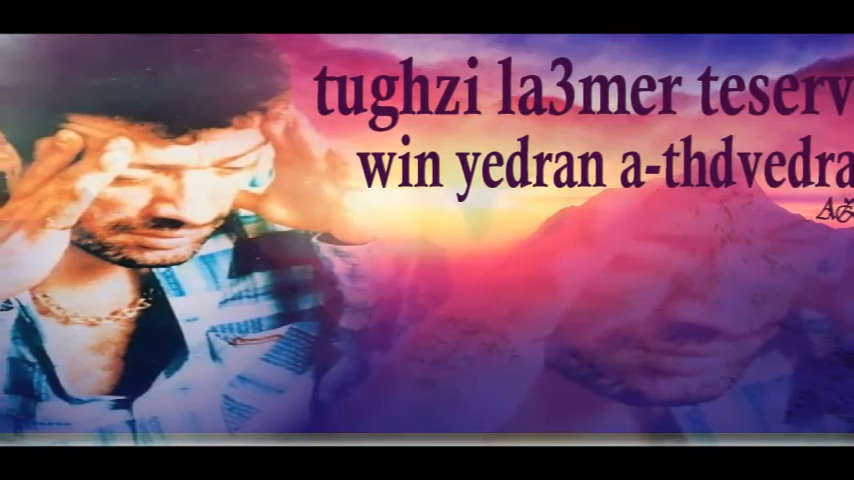 tughzi la3mer teserv
win yedran a-thdvedra